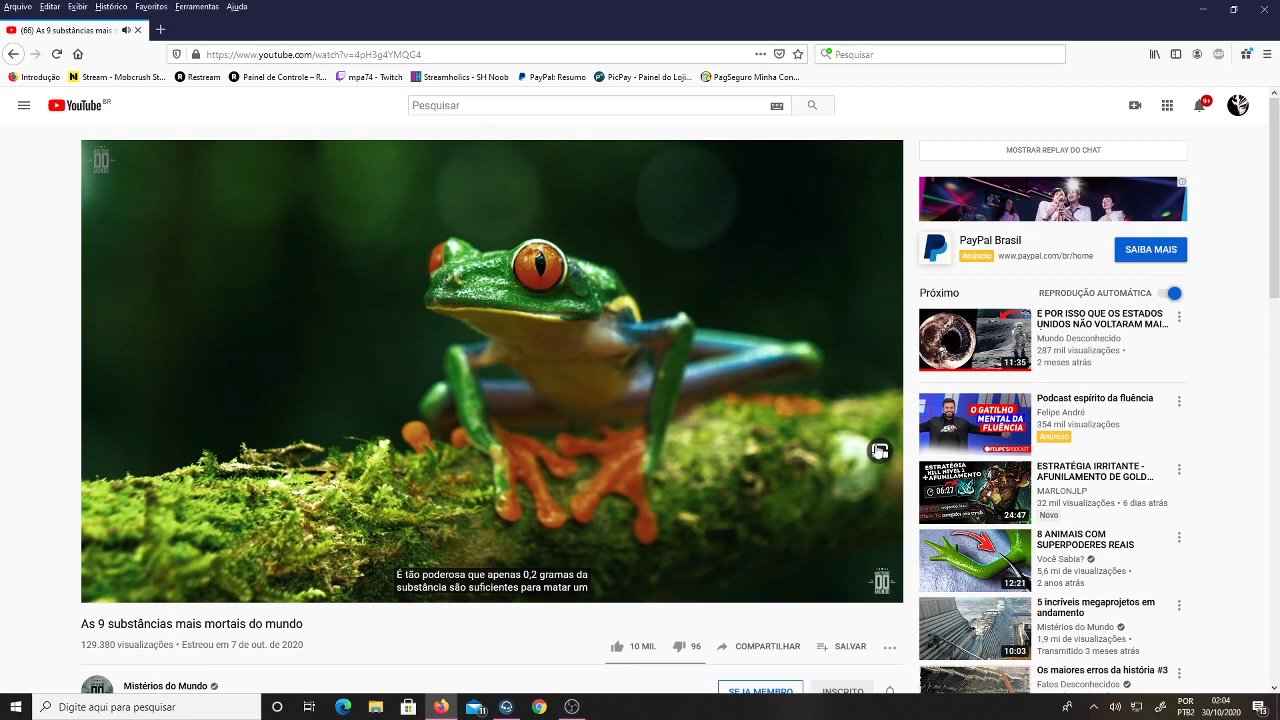 Arquivo Editar Exibir Histórico Favoritos Ferramentas Ajuda
(66) As 9 substâncias mais m
https://www.youtube.com/watch?v=4pH3g4YMQG4
Pesquisar
Introdução
Stream - Mobcrush St...
Restream
Painel de Controle – R...
mpa74 - Twitch
Streamholics - SH Noob
PayPal: Resumo
PicPay - Painel do Loji...
PagSeguro Minha Con...
YouTube BR
Pesquisar
9+
MOSTRAR REPLAY DO CHAT
PayPal Brasil
Anúncio www.paypal.com/br/home
SAIBA MAIS
Próximo
REPRODUÇÃO AUTOMÁTICA
É POR ISSO QUE OS ESTADOS
UNIDOS NÃO VOLTARAM MAI...
Mundo Desconhecido
287 mil visualizações •
2 meses atrás
11:35
Podcast espírito da fluência
Felipe André
354 mil visualizações
Anúncio
O GATILHO
MENTAL DA
FLUÊNCIA
FELIPE'S PODCAST
ESTRATÉGIA IRRITANTE -
AFUNILAMENTO DE GOLD...
MARLONJLP
32 mil visualizações • 6 dias atrás
Novo
ESTRATÉGIA
KILL NIVEL 1
+AFUNILAMENTO
06:27
24:47
8 ANIMAIS COM
SUPERPODERES REAIS
Você Sabia?
5,6 mi de visualizações •
2 anos atrás
12:21
5 incríveis megaprojetos em
andamento
Mistérios do Mundo
1,9 mi de visualizações •
Transmitido 3 meses atrás
10:03
Os maiores erros da história #3
Fatos Desconhecidos
É tão poderosa que apenas 0,2 gramas da
substância são suficientes para matar um
As 9 substâncias mais mortais do mundo
129.380 visualizações • Estreou em 7 de out. de 2020
10 MIL
96
COMPARTILHAR
SALVAR
Mistérios do Mundo
SEJA MEMBRO
INSCRITO
Digite aqui para pesquisar
POR
PTB2
02:04
30/10/2020